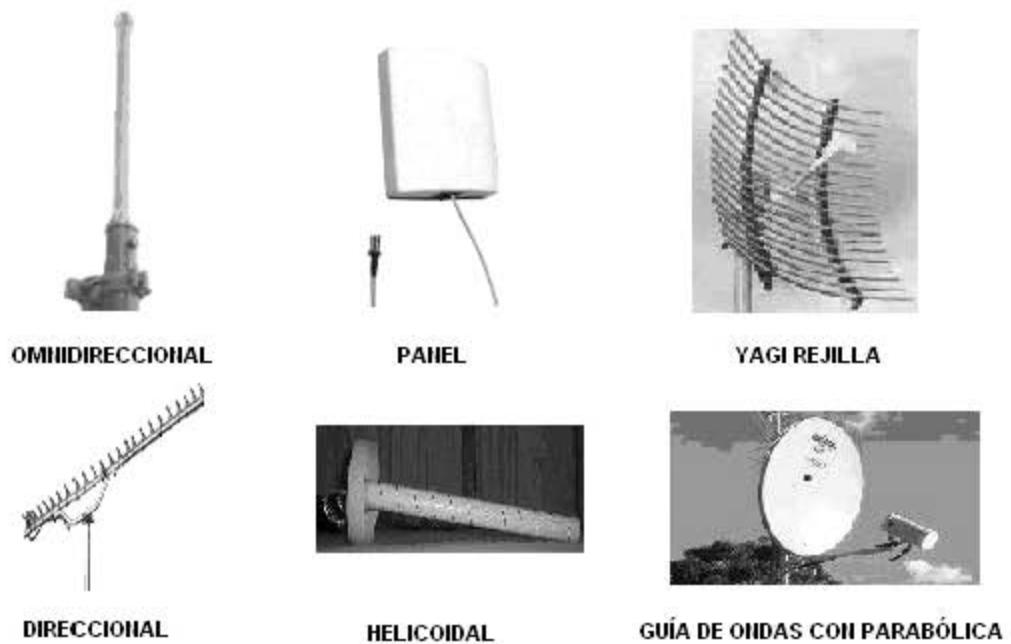 OMNIDIRECCIONAL
PANEL
YAGI REJILLA
DIRECCIONAL
HELICOIDAL
GUÍA DE ONDAS CON PARABÓLICA